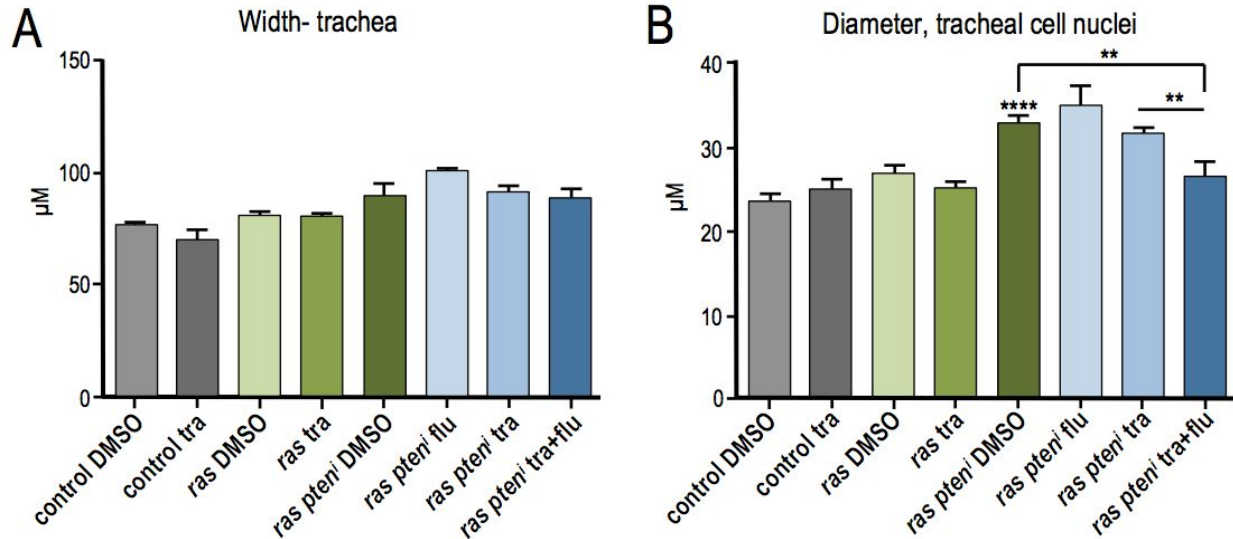 A
Width- trachea
150
100
50
0
µM
control DMSO
control tra
ras DMSO
ras tra
ras ptenⁱ DMSO
ras ptenⁱ flu
ras ptenⁱ tra
ras ptenⁱ tra+flu
B
Diameter, tracheal cell nuclei
40
30
20
10
0
µM
**
****
**
control DMSO
control tra
ras DMSO
ras tra
ras ptenⁱ DMSO
ras ptenⁱ flu
ras ptenⁱ tra
ras ptenⁱ tra+flu